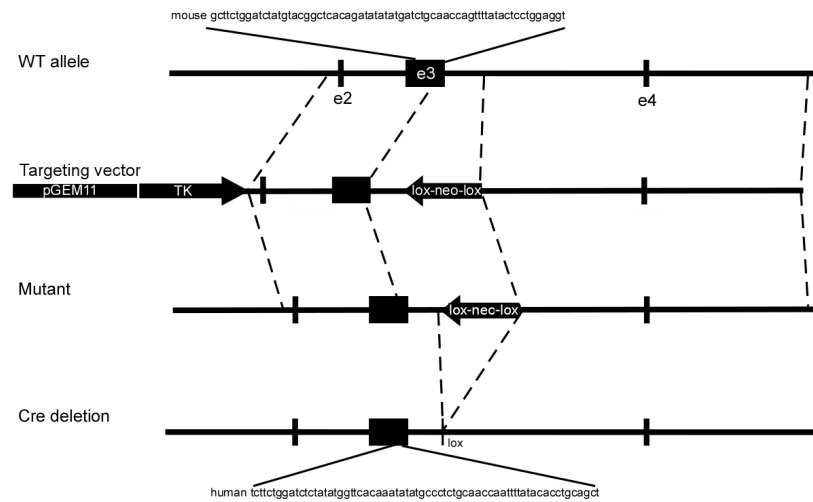 mouse gcttctggatctatgtacggctcacagatatatatgatctgcaaccagttttatactcctggaggt
WT allele
e3
e2
e4
Targeting vector
pGEM11
TK
lox-neo-lox
Mutant
lox-nec-lox
Cre deletion
lox
human tcttctggatctctatatggttcacaaatatatgccctctgcaaccaattttatacacctgcagct